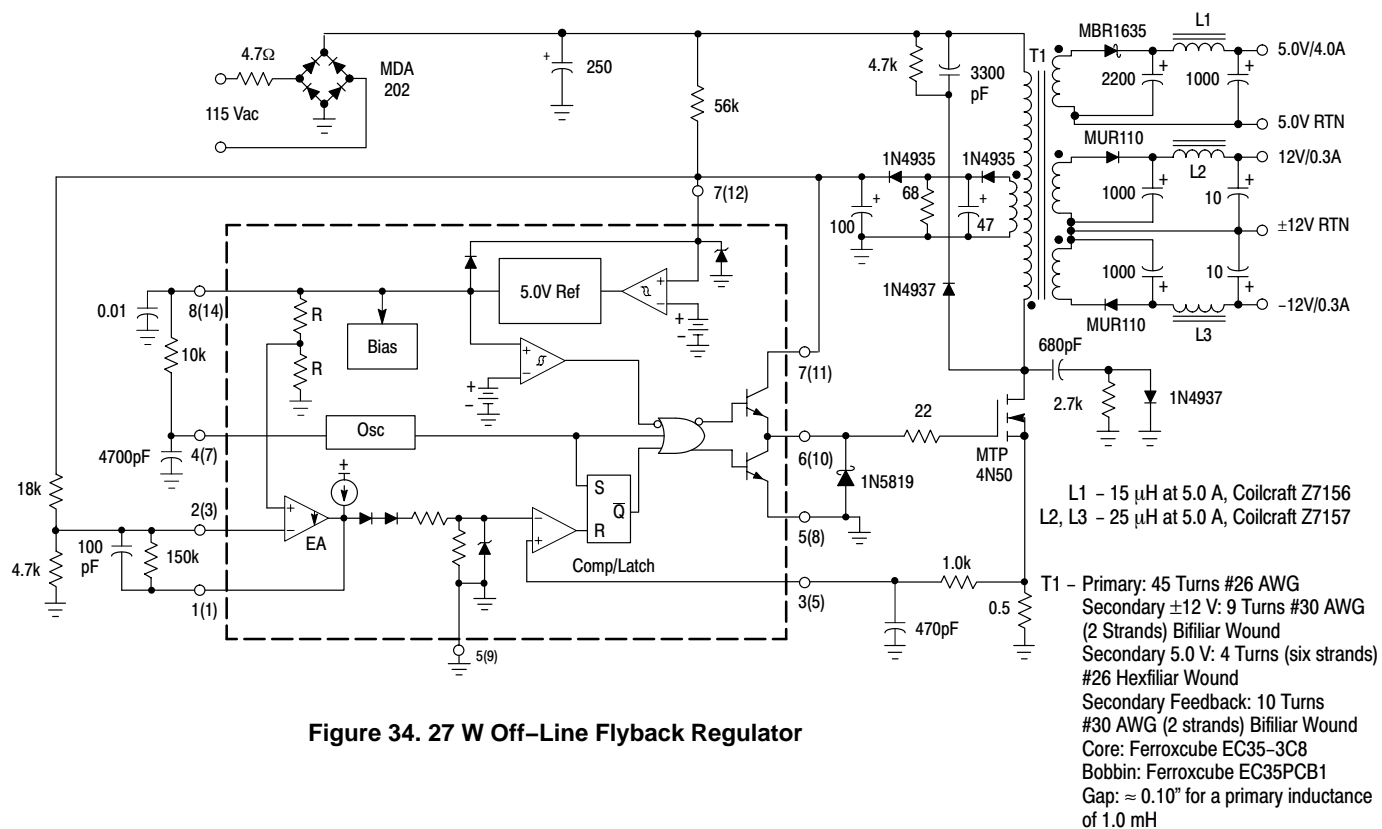 4.7Ω
MDA
202
115 Vac
+
250
56k
4.7k
3300
pF
T1
MBR1635
L1
5.0V/4.0A
+
2200
+
1000
5.0V RTN
MUR110
12V/0.3A
L2
+
1000
+
10
±12V RTN
+
1000
+
10
MUR110
L3
−12V/0.3A
1N4935
1N4935
68
+
100
+
47
1N4937
7(12)
0.01
8(14)
R
R
Bias
5.0V Ref
+
−
+
−
+
−
+
−
7(11)
10k
Osc
4(7)
4700pF
18k
2(3)
100
pF
150k
4.7k
1(1)
+
+
−
EA
S
Q
R
−
+
Comp/Latch
5(9)
6(10)
5(8)
3(5)
22
1N5819
MTP
4N50
680pF
2.7k
1N4937
1.0k
470pF
0.5
L1 − 15 μH at 5.0 A, Coilcraft Z7156
L2, L3 − 25 μH at 5.0 A, Coilcraft Z7157
T1 − Primary: 45 Turns #26 AWG
Secondary ±12 V: 9 Turns #30 AWG
(2 Strands) Bifiliar Wound
Secondary 5.0 V: 4 Turns (six strands)
#26 Hexfiliar Wound
Secondary Feedback: 10 Turns
#30 AWG (2 strands) Bifiliar Wound
Core: Ferroxcube EC35−3C8
Bobbin: Ferroxcube EC35PCB1
Gap: ≈ 0.10" for a primary inductance
of 1.0 mH
Figure 34. 27 W Off−Line Flyback Regulator